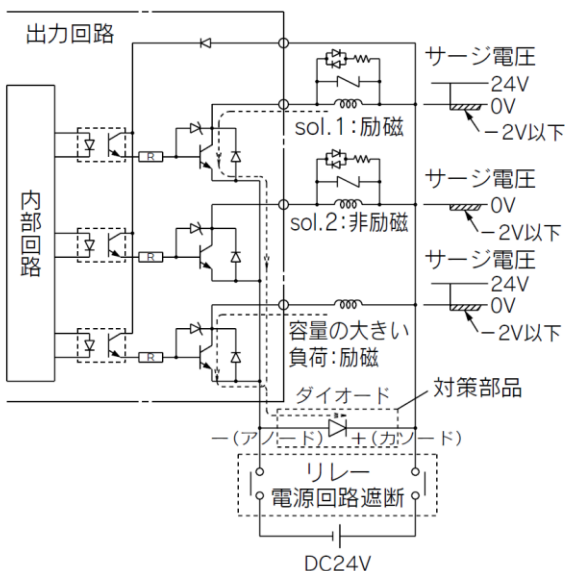 出力回路
サージ電圧
24V
0V
sol.1:励磁
−2V以下
R
サージ電圧
0V
sol.2:非励磁
−2V以下
内部回路
R
サージ電圧
24V
0V
容量の大きい
負荷:励磁
−2V以下
R
ダイオード
対策部品
−(アノード)
+(カソード)
リレー
電源回路遮断
DC24V